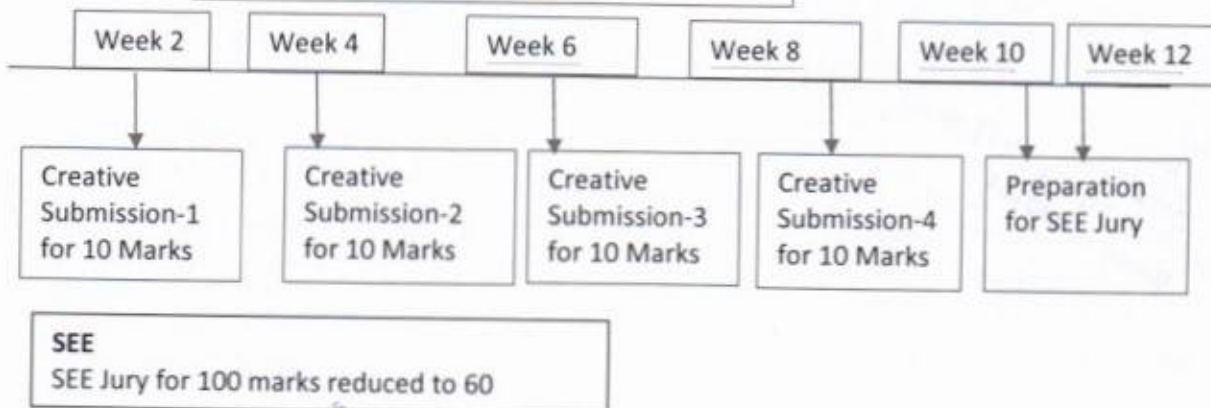 Week 2
Week 4
Week 6
Week 8
Week 10
Week 12
Creative
Submission-1
for 10 Marks
Creative
Submission-2
for 10 Marks
Creative
Submission-3
for 10 Marks
Creative
Submission-4
for 10 Marks
Preparation
for SEE Jury
SEE
SEE Jury for 100 marks reduced to 60